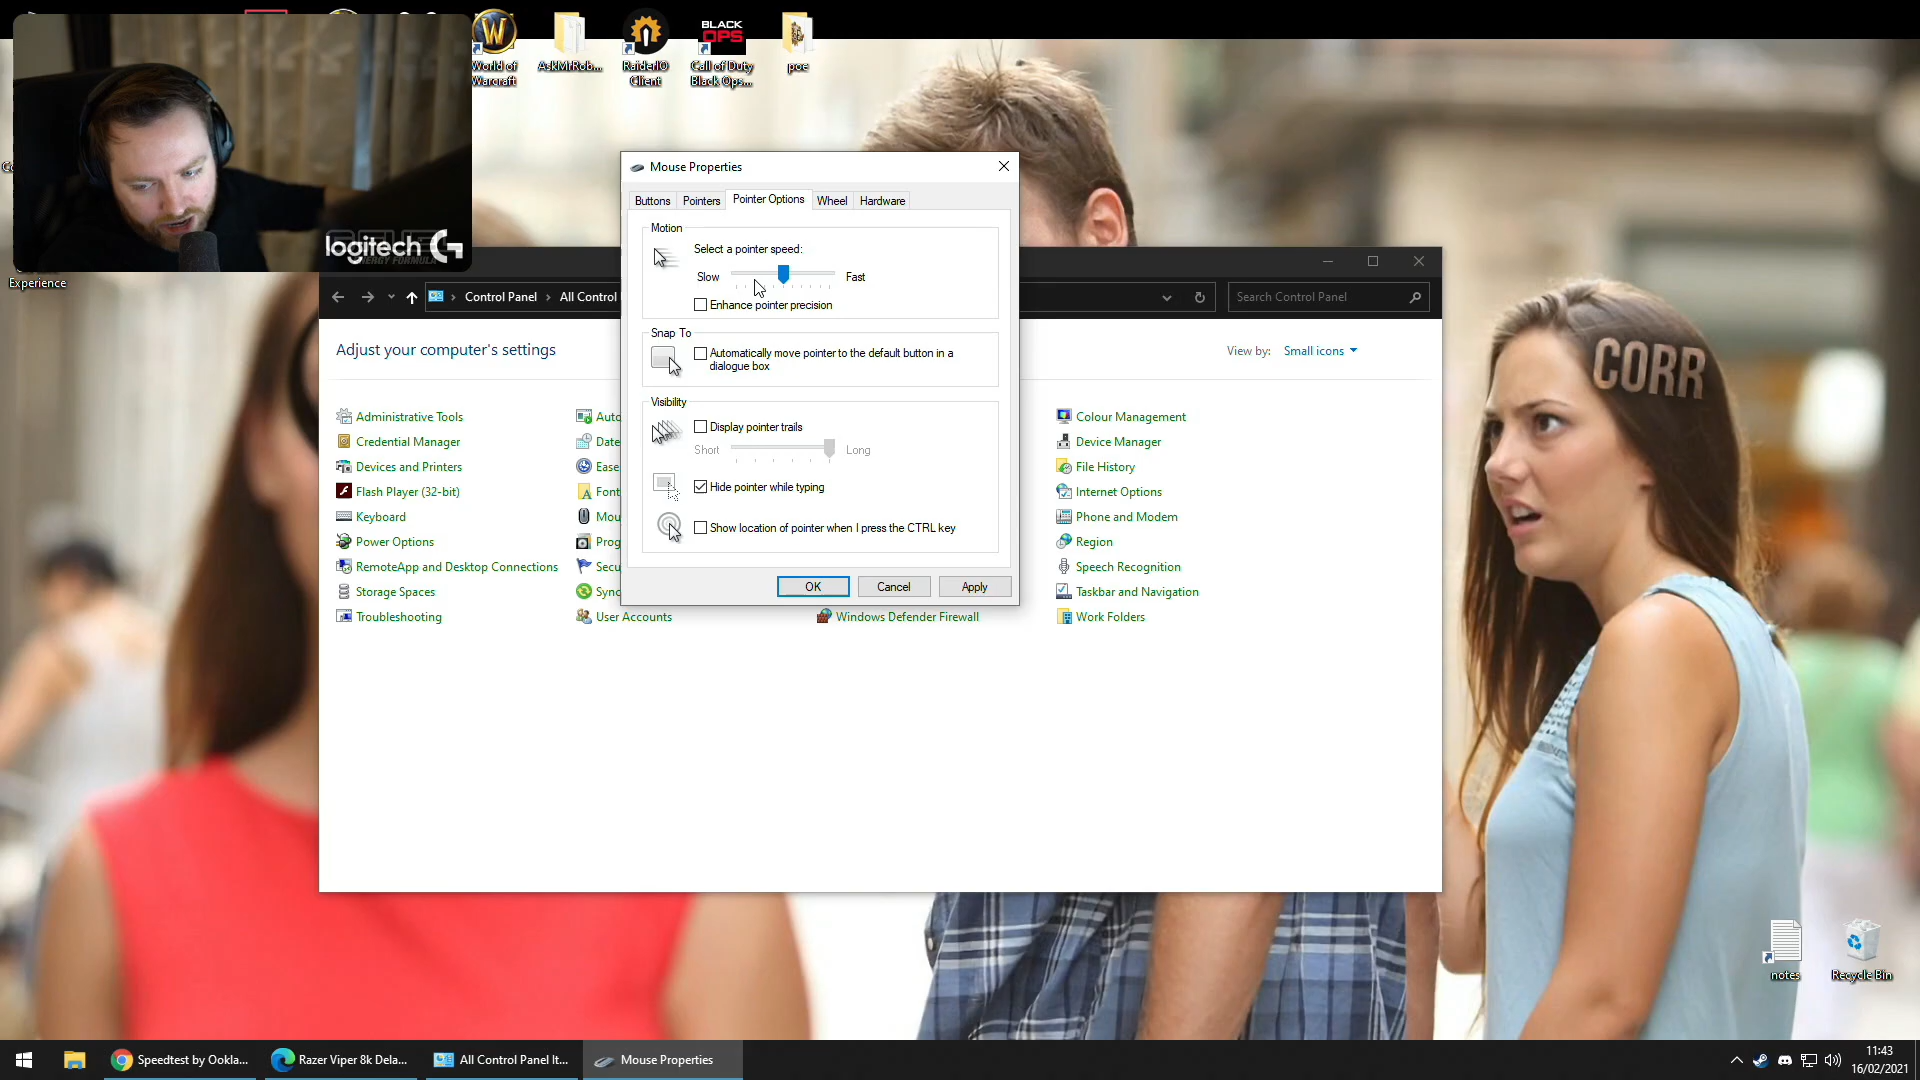 World of
Warcraft
AskMrRob...
RaiderIO
Client
BLACK
OPS
Call of Duty
Black Ops...
poe
logitech G
Experience
Mouse Properties
Buttons
Pointers
Pointer Options
Wheel
Hardware
Motion
Select a pointer speed:
Slow
Fast
Enhance pointer precision
Snap To
Automatically move pointer to the default button in a
dialogue box
Visibility
Display pointer trails
Short
Long
Hide pointer while typing
Show location of pointer when I press the CTRL key
OK
Cancel
Apply
Control Panel
All Control
Search Control Panel
Adjust your computer's settings
View by:
Small icons
Administrative Tools
Credential Manager
Devices and Printers
Flash Player (32-bit)
Keyboard
Power Options
RemoteApp and Desktop Connections
Storage Spaces
Troubleshooting
User Accounts
Windows Defender Firewall
Colour Management
Device Manager
File History
Internet Options
Phone and Modem
Region
Speech Recognition
Taskbar and Navigation
Work Folders
CORR
notes
Recycle Bin
Speedtest by Ookla...
Razer Viper 8k Dela...
All Control Panel It...
Mouse Properties
11:43
16/02/2021